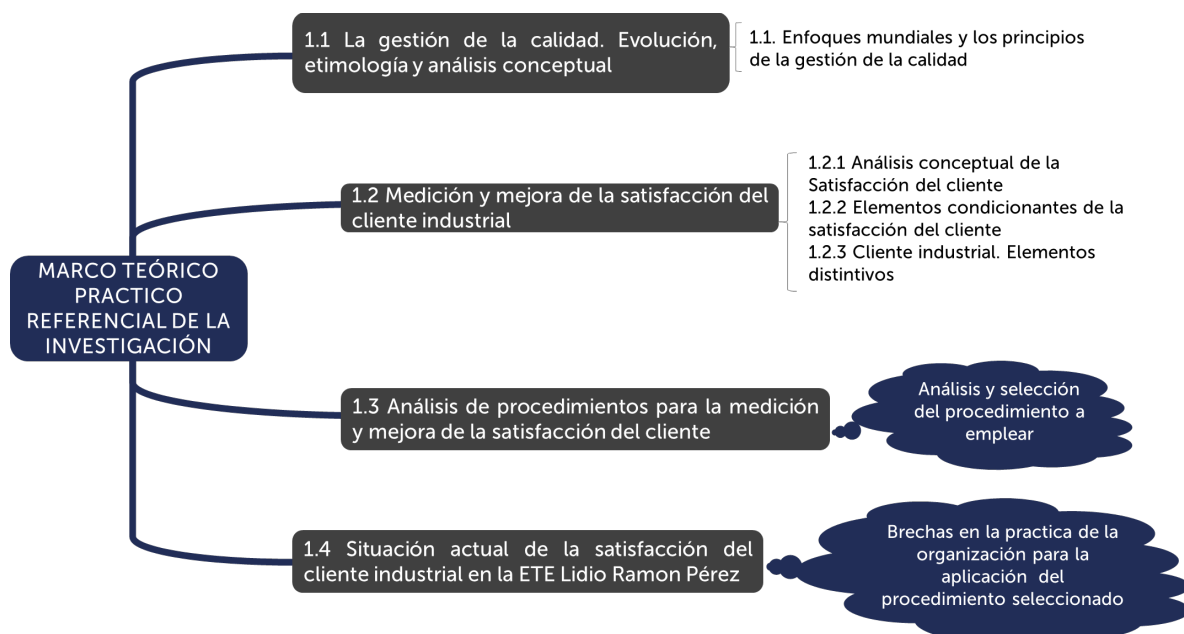 1.1 La gestión de la calidad. Evolución,
etimología y análisis conceptual
1.1. Enfoques mundiales y los principios
de la gestión de la calidad
1.2 Medición y mejora de la satisfacción del
cliente industrial
1.2.1 Análisis conceptual de la
Satisfacción del cliente
1.2.2 Elementos condicionantes de la
satisfacción del cliente
1.2.3 Cliente industrial. Elementos
distintivos
MARCO TEÓRICO
PRACTICO
REFERENCIAL DE LA
INVESTIGACIÓN
1.3 Análisis de procedimientos para la medición
y mejora de la satisfacción del cliente
Análisis y selección
del procedimiento a
emplear
1.4 Situación actual de la satisfacción del
cliente industrial en la ETE Lidio Ramon Pérez
Brechas en la practica de la
organización para la
aplicación del
procedimiento seleccionado